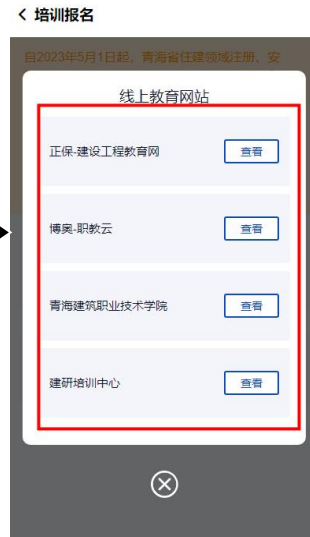 培训报名
自2023年5月1日起，青海省住建领域注册、安
线上教育网站
正保-建设工程教育网
查看
博奥-职教云
查看
青海建筑职业技术学院
查看
建研培训中心
查看